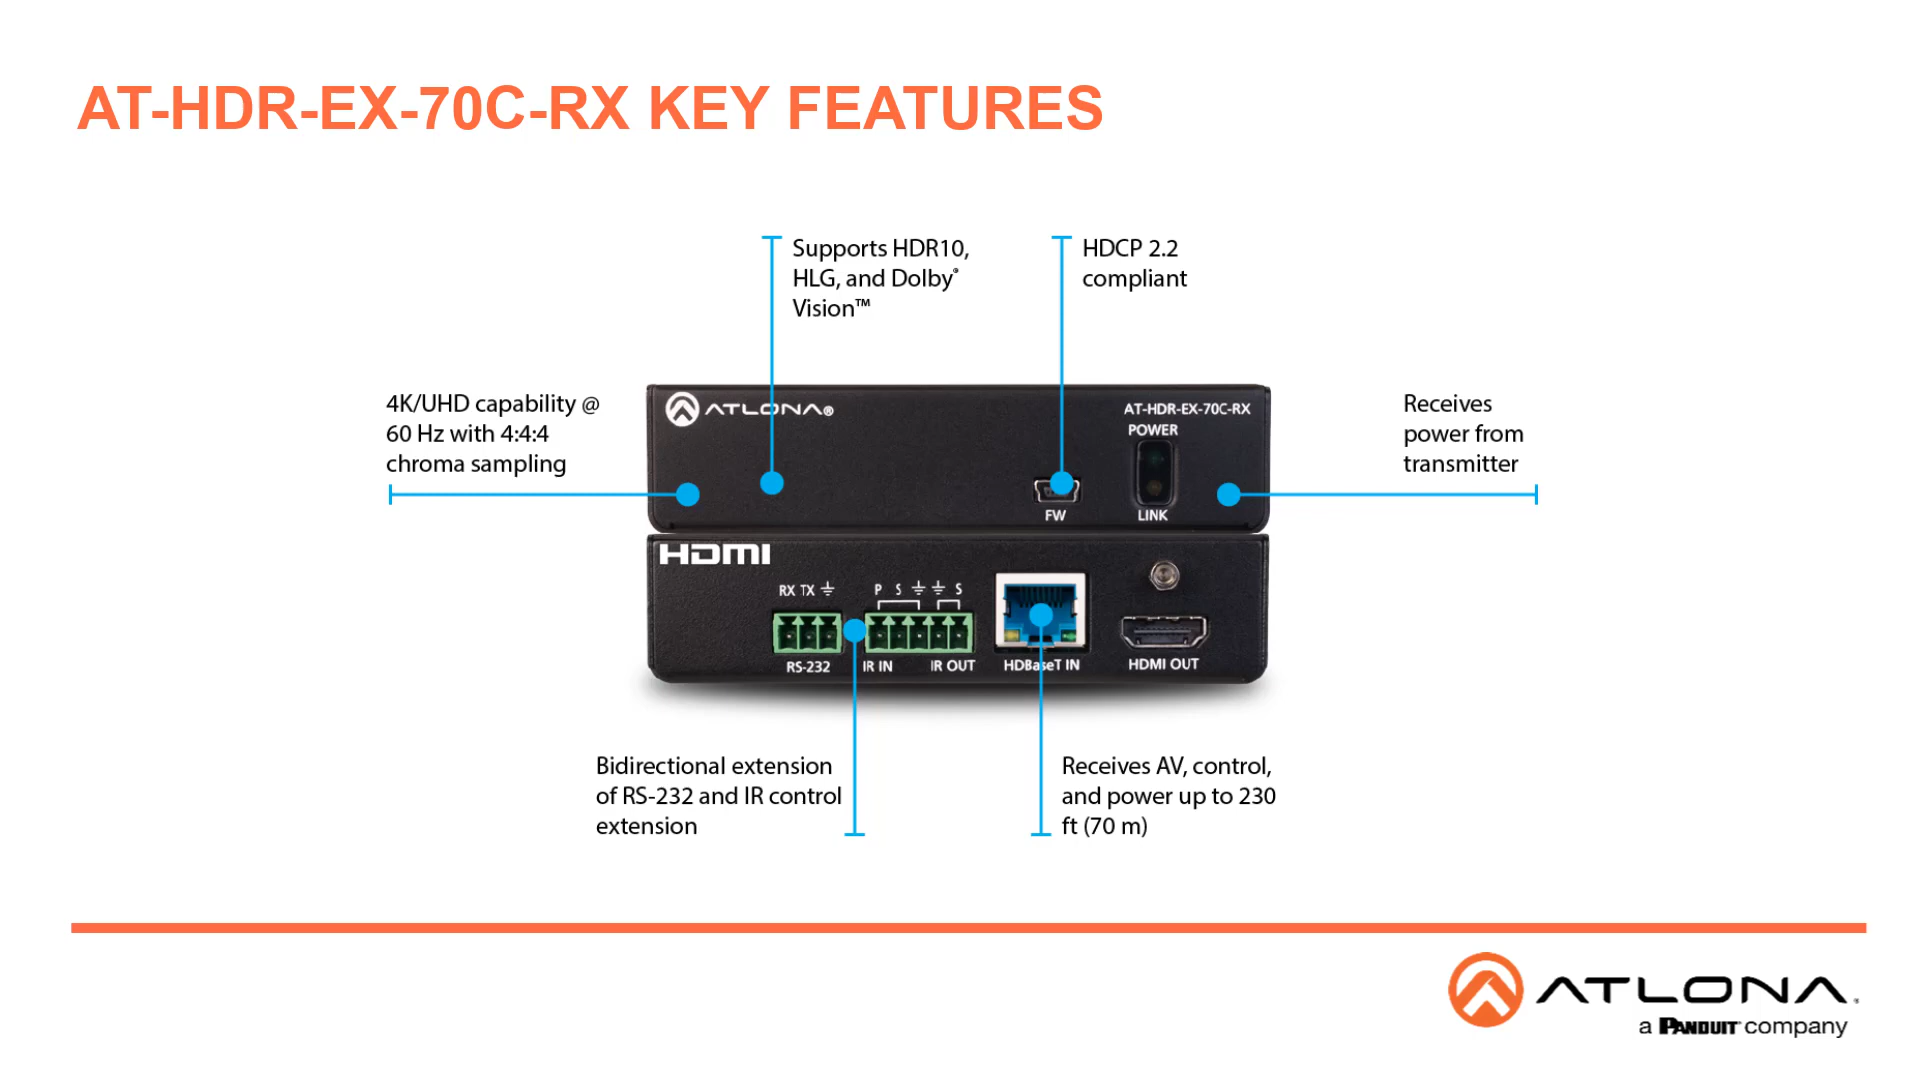 AT-HDR-EX-70C-RX KEY FEATURES
Supports HDR10,
HLG, and Dolby®
Vision™
HDCP 2.2
compliant
4K/UHD capability @
60 Hz with 4:4:4
chroma sampling
Receives
power from
transmitter
ATLONA®
AT-HDR-EX-70C-RX
POWER
FW
LINK
HDMI
RX TX
P S S
RS-232
IR IN
IR OUT
HDBaseT IN
HDMI OUT
Bidirectional extension
of RS-232 and IR control
extension
Receives AV, control,
and power up to 230
ft (70 m)
ATLONA®
a PANDUIT company